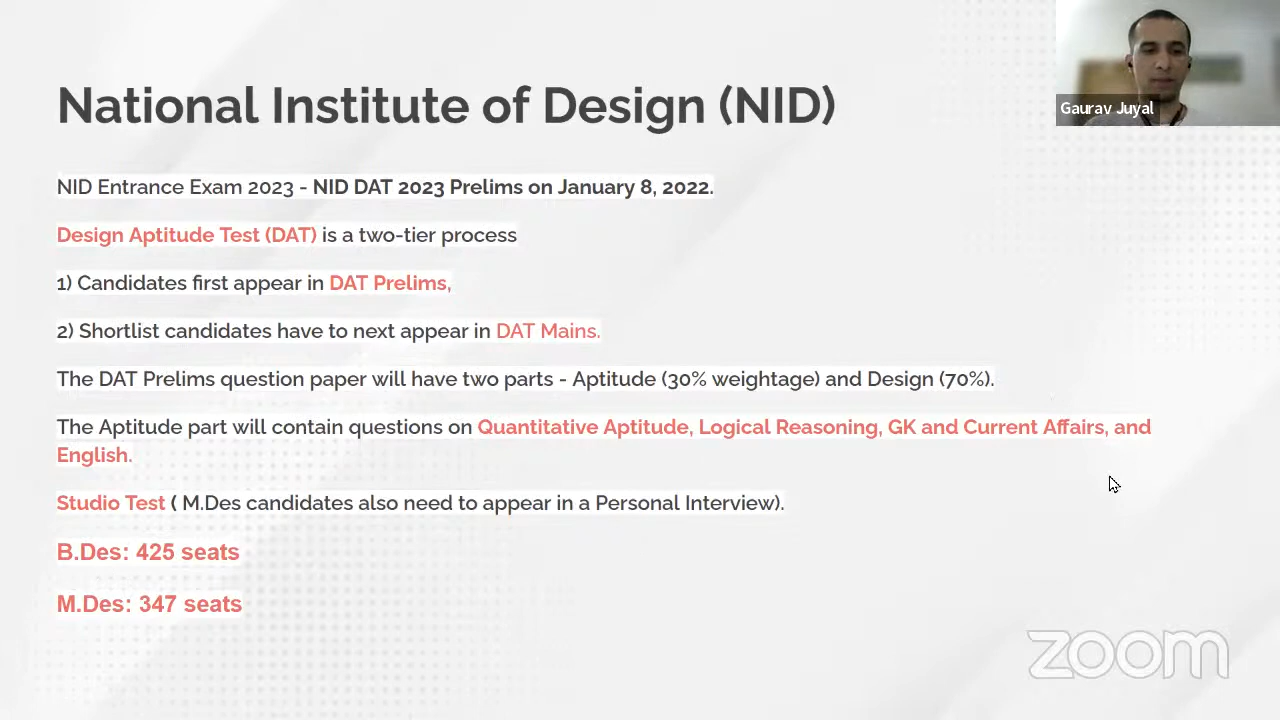 National Institute of Design (NID)
Gaurav Juyal
NID Entrance Exam 2023 - NID DAT 2023 Prelims on January 8, 2022.
Design Aptitude Test (DAT) is a two-tier process
1) Candidates first appear in DAT Prelims,
2) Shortlist candidates have to next appear in DAT Mains.
The DAT Prelims question paper will have two parts - Aptitude (30% weightage) and Design (70%).
The Aptitude part will contain questions on Quantitative Aptitude, Logical Reasoning, GK and Current Affairs, and
English.
Studio Test ( M.Des candidates also need to appear in a Personal Interview).
B.Des: 425 seats
M.Des: 347 seats
zoom